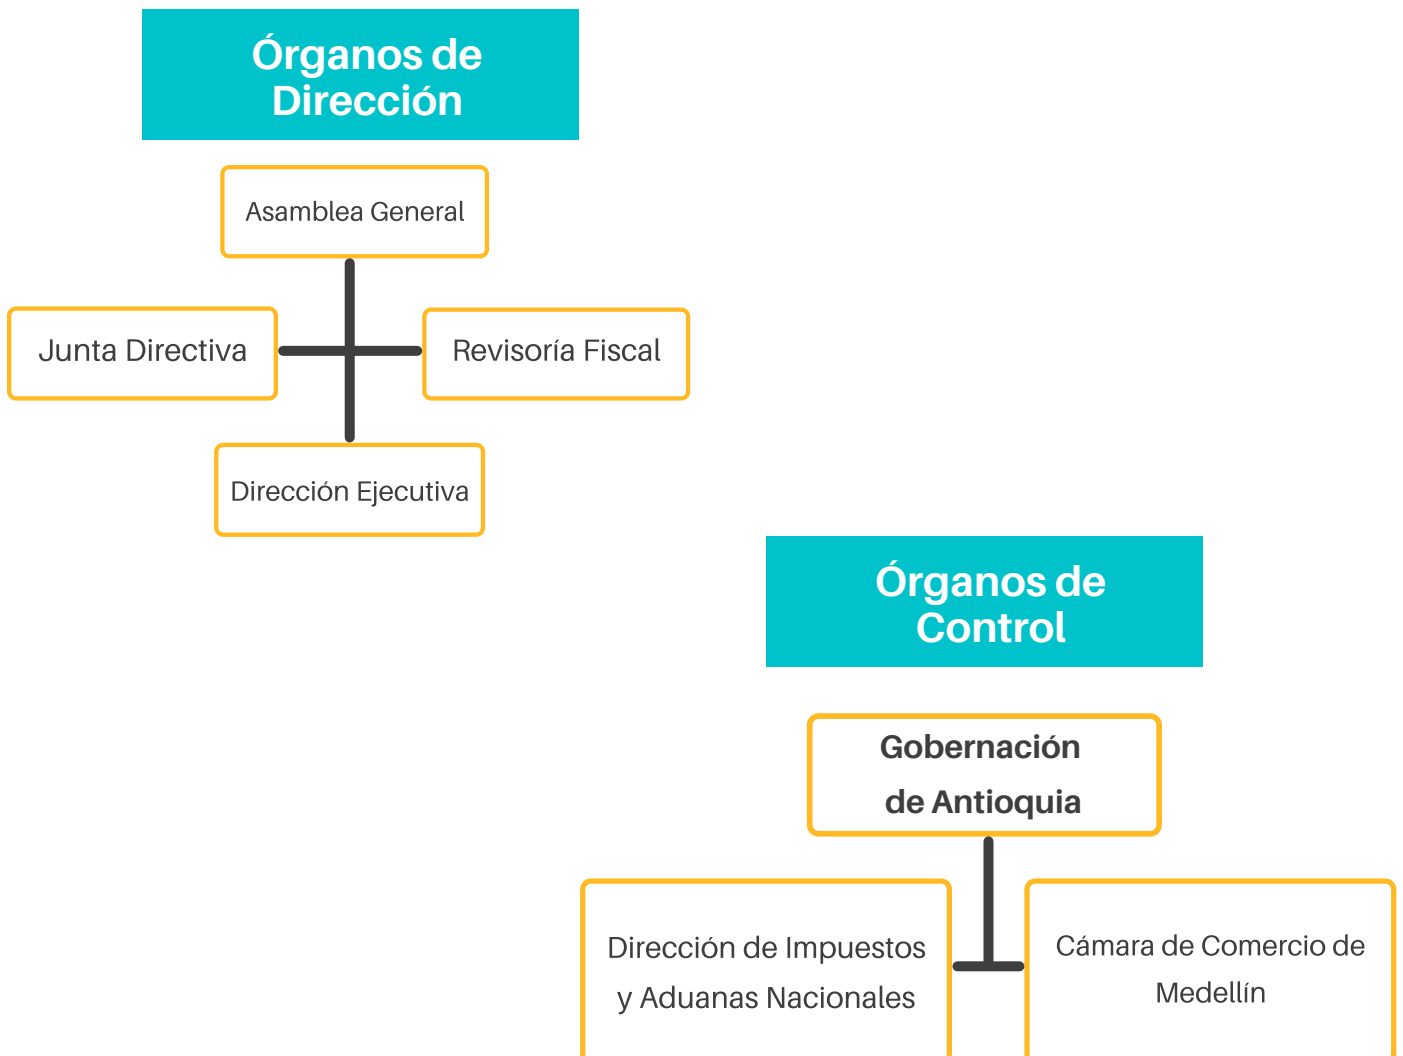 Órganos de
Dirección
Asamblea General
Junta Directiva
Revisoría Fiscal
Dirección Ejecutiva
Órganos de
Control
Gobernación
de Antioquia
Dirección de Impuestos
y Aduanas Nacionales
Cámara de Comercio de
Medellín